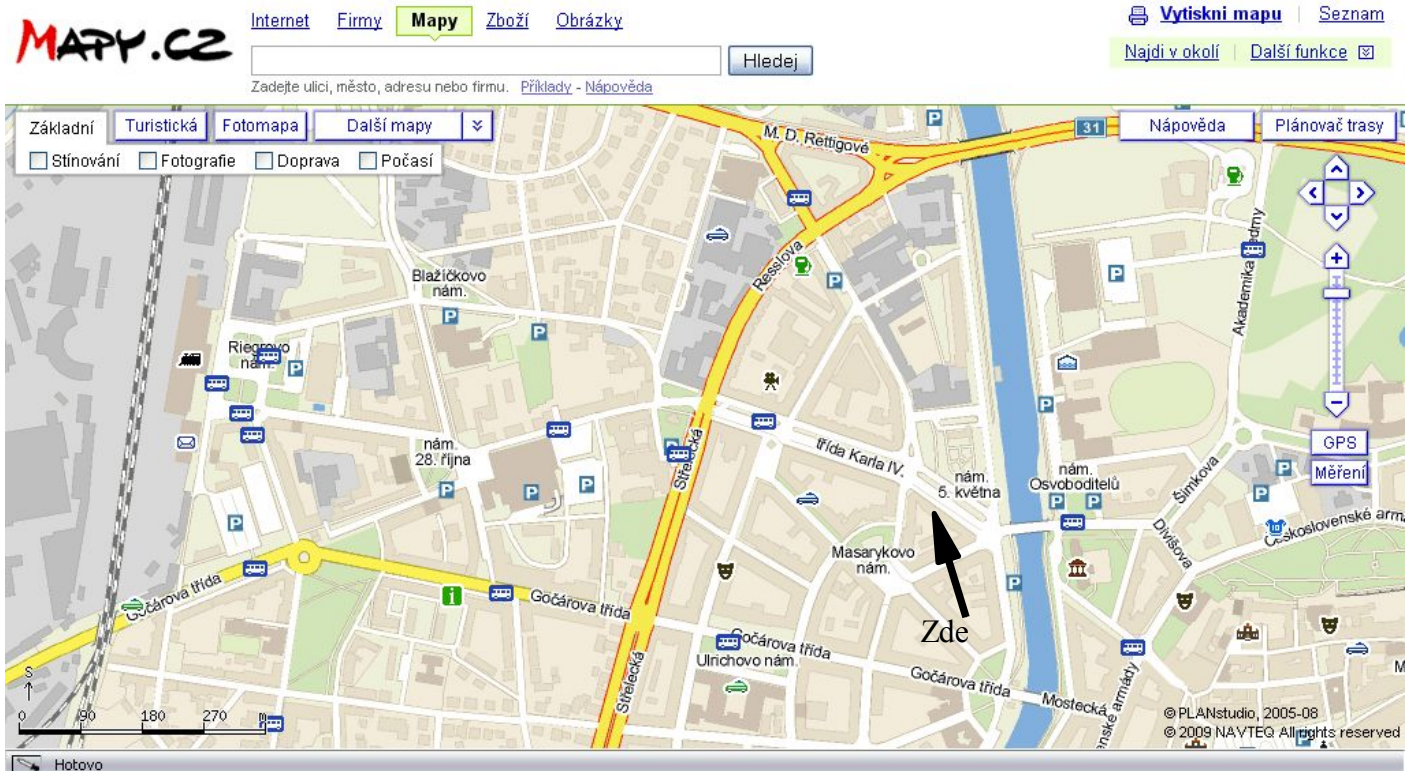 MAPY.CZ
Internet Firmy Mapy Zboží Obrázky
Hledej
Zadejte ulici, město, adresu nebo firmu. Příklady - Nápověda
Vytiskni mapu Seznam
Najdi v okolí Další funkce
Základní Turistická Fotomapa Další mapy
Stínování Fotografie Doprava Počasí
Nápověda Plánovač trasy
M. D. Rettigové
31
P
P
Resslova
P
P
Akademika
Blažíčkovo
nám.
P
P
P
Riegrovo
nám.
P
P
třída Karla IV.
GPS
Měření
nám.
28. října
Střelecká
P
P
P
P
nám.
5. května
nám.
Osvoboditelů
P
P
P
P
Šimkova
P
10
Československé arm
Divišova
Masarykovo
nám.
P
Gočárova třída
i
Gočárova třída
Zde
Gočárova třída
Ulrichovo nám.
Střelecká
Gočárova třída
Mostecká
S
0 90 180 270 m
© PLANstudio, 2005-08
© 2009 NAVTEQ All rights reserved
Hotovo